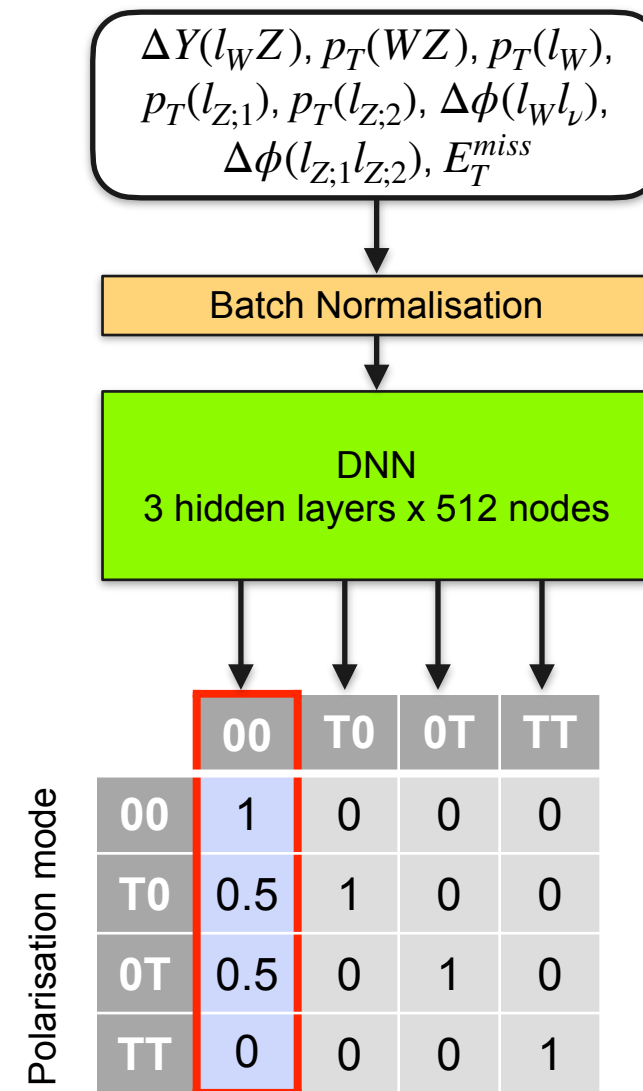 ΔY(l_W Z), p_T(WZ), p_T(l_W),
p_T(l_{Z;1}), p_T(l_{Z;2}), Δϕ(l_W l_ν),
Δϕ(l_{Z;1} l_{Z;2}), E_T^{miss}
Batch Normalisation
DNN
3 hidden layers x 512 nodes
00 T0 0T TT
Polarisation mode
00 1 0 0 0
T0 0.5 1 0 0
0T 0.5 0 1 0
TT 0 0 0 1